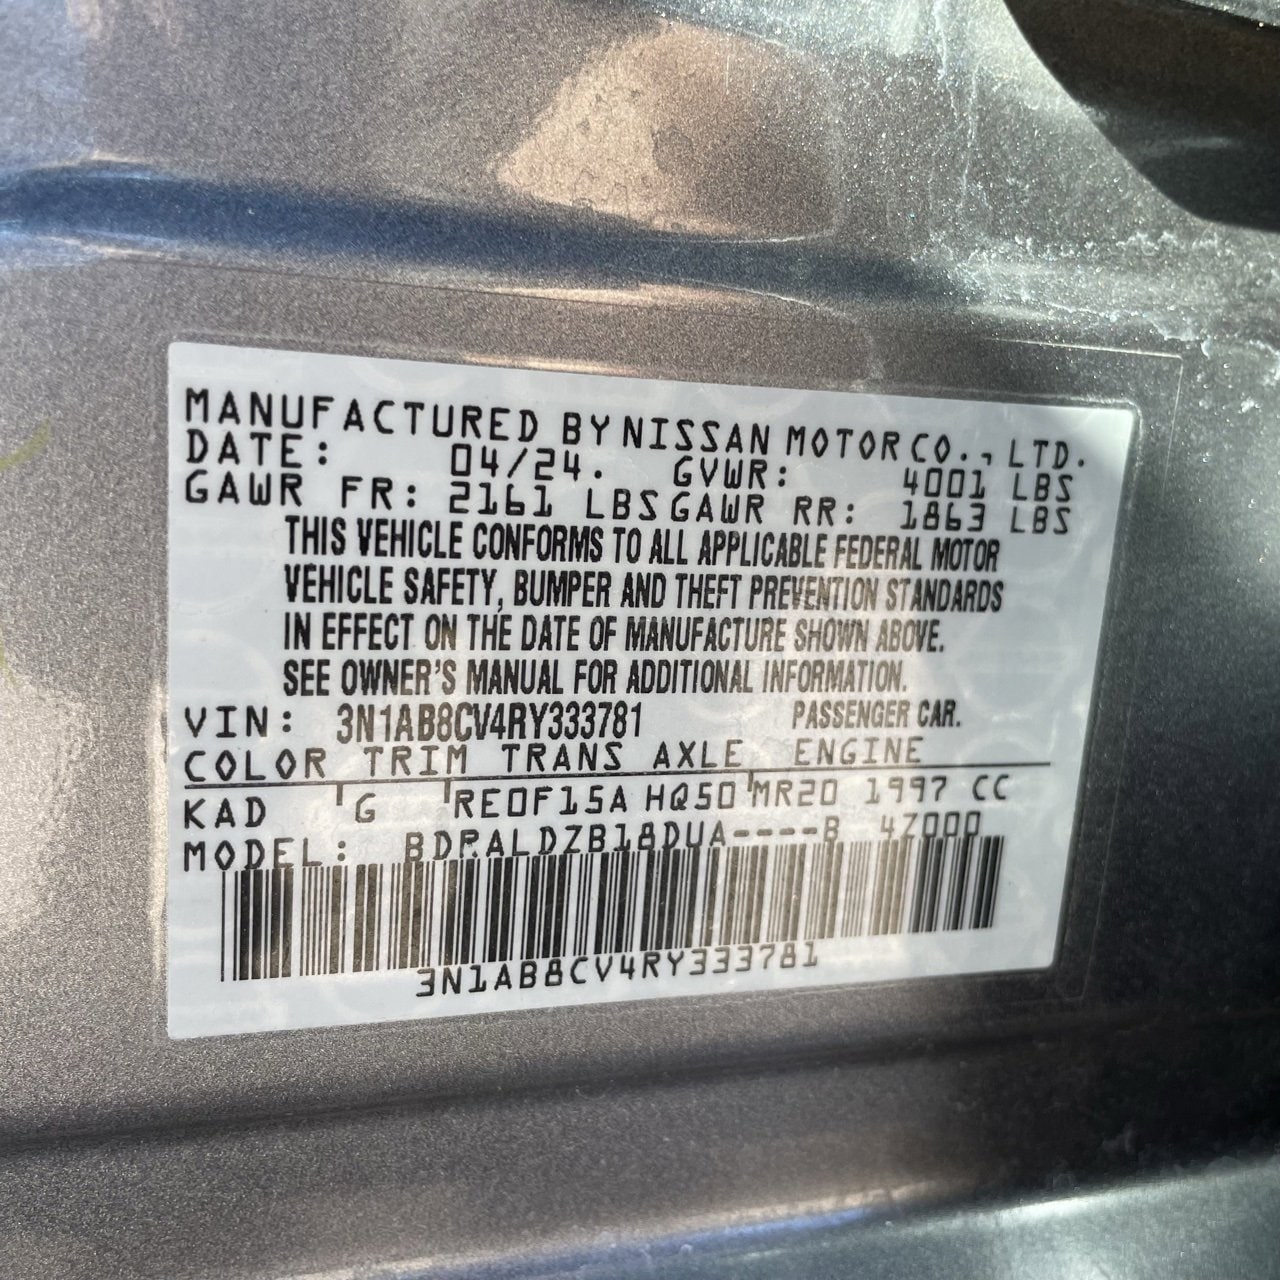 MANUFACTURED BY NISSAN MOTOR CO., LTD.
DATE: 04/24. GVWR: 4001 LBS
GAWR FR: 2161 LBS GAWR RR: 1863 LBS
THIS VEHICLE CONFORMS TO ALL APPLICABLE FEDERAL MOTOR
VEHICLE SAFETY, BUMPER AND THEFT PREVENTION STANDARDS
IN EFFECT ON THE DATE OF MANUFACTURE SHOWN ABOVE.
SEE OWNER'S MANUAL FOR ADDITIONAL INFORMATION.
VIN: 3N1AB8CV4RY333781 PASSENGER CAR.
COLOR TRIM TRANS AXLE ENGINE
KAD G RE0F15A HQ50 MR20 1997 CC
MODEL: BDRALDZB18DUA----B 4Z000
3N1AB8CV4RY333781